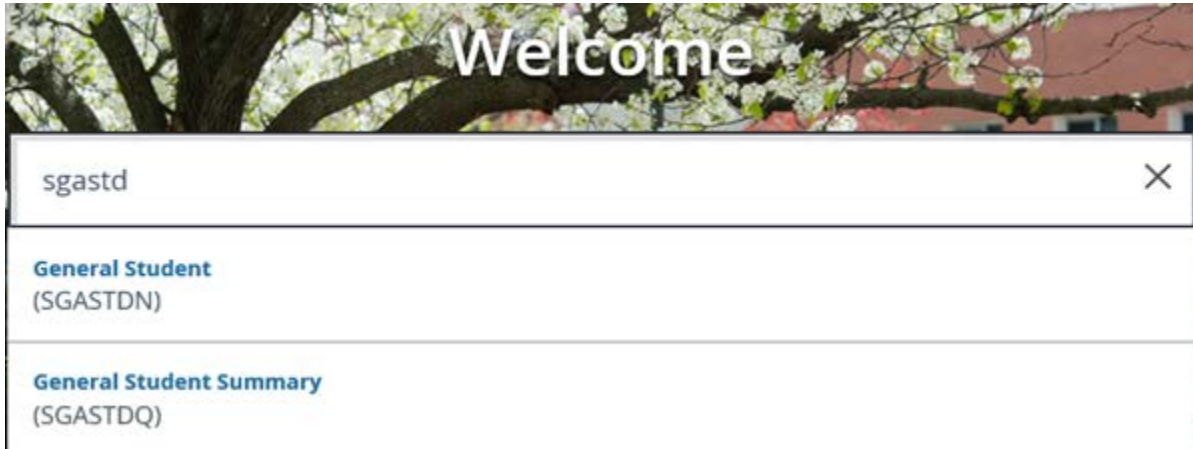 Welcome
sgastd
General Student
(SGASTDN)
General Student Summary
(SGASTDQ)